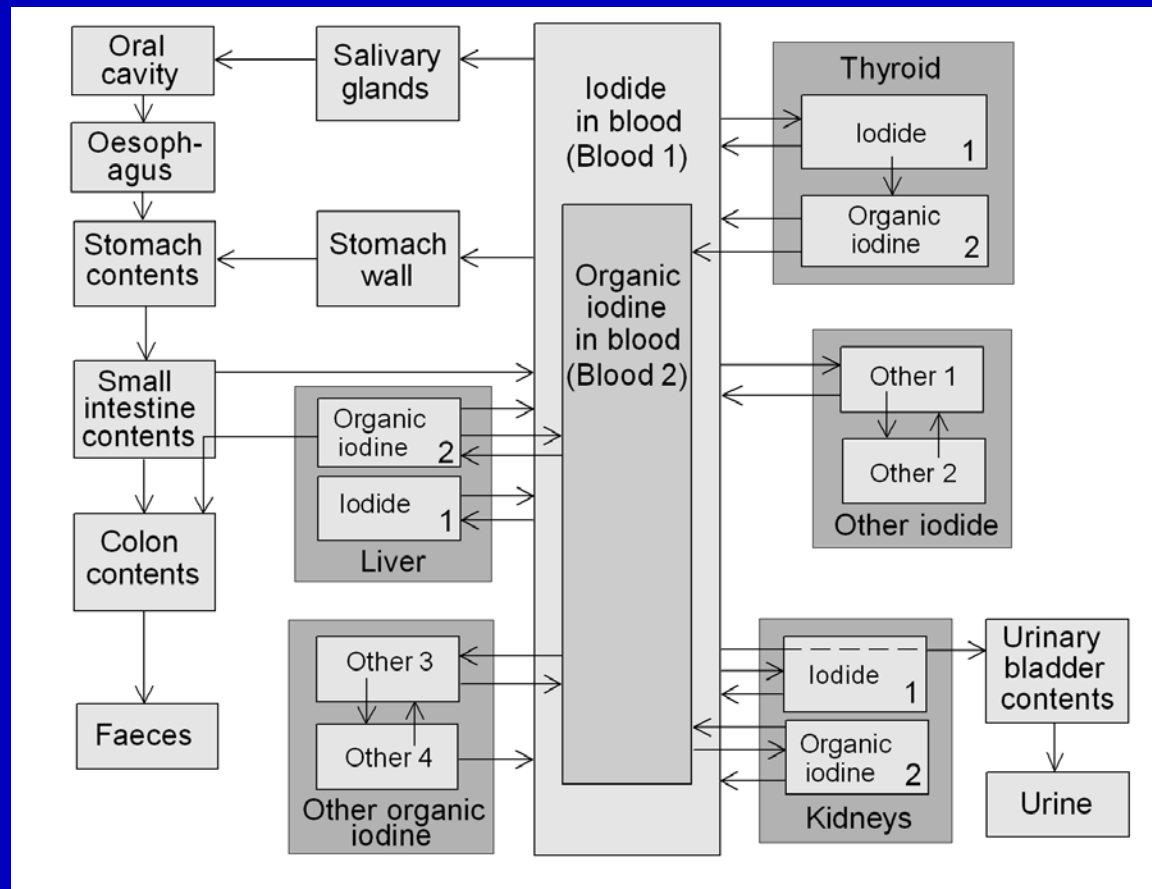 Oral
cavity
Oesoph-
agus
Stomach
contents
Small
intestine
contents
Colon
contents
Faeces
Salivary
glands
Stomach
wall
Organic
iodine
2
Iodide
1
Liver
Other 3
Other 4
Other organic
iodine
Iodide
in blood
(Blood 1)
Organic
iodine
in blood
(Blood 2)
Thyroid
Iodide
1
Organic
iodine
2
Other 1
Other 2
Other iodide
Iodide
1
Organic
iodine
2
Kidneys
Urinary
bladder
contents
Urine